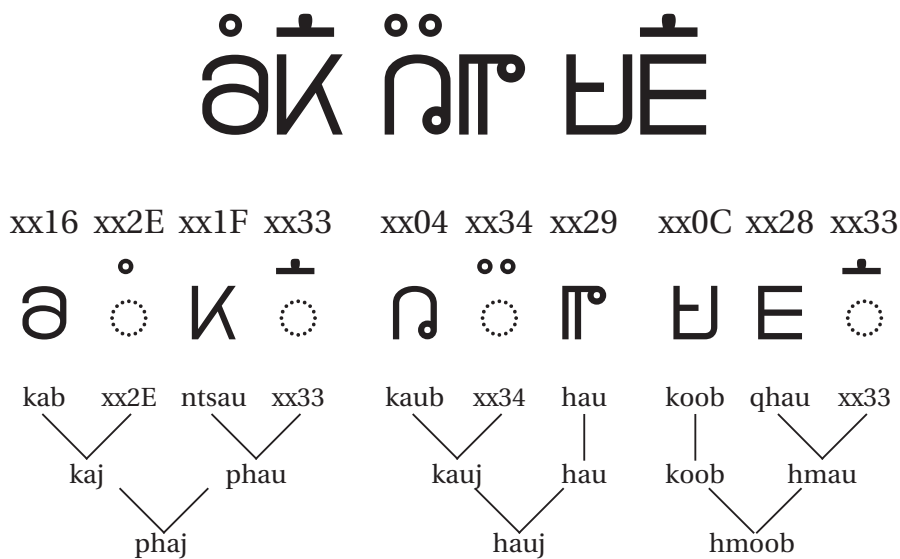 𖬖𖬰𖬝𖬵 𖬄𖬶𖬟 𖬌𖬣𖬵
xx16 xx2E xx1F xx33 xx04 xx34 xx29 xx0C xx28 xx33
𖬖 ◌𖬰 𖬝 ◌𖬵 𖬄 ◌𖬶 𖬟 𖬌 𖬣 ◌𖬵
kab xx2E ntsau xx33 kaub xx34 hau koob qhau xx33
kaj phau kauj hau koob hmau
phaj hauj hmoob